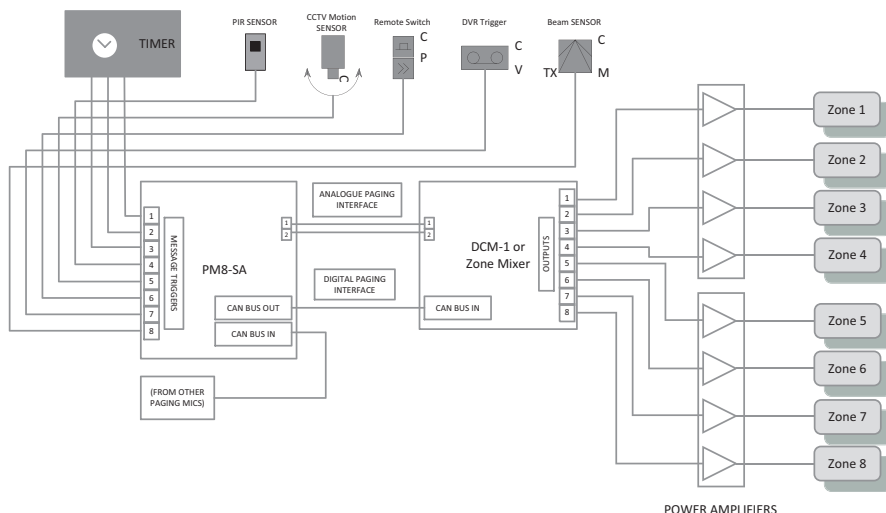 TIMER
PIR SENSOR
CCTV Motion
SENSOR
Remote Switch
C
P
DVR Trigger
C
V
Beam SENSOR
C
TX
M
PM8-SA
MESSAGE TRIGGERS
1
2
3
4
5
6
7
8
1
2
CAN BUS OUT
CAN BUS IN
(FROM OTHER
PAGING MICS)
ANALOGUE PAGING
INTERFACE
DIGITAL PAGING
INTERFACE
1
2
DCM-1 or
Zone Mixer
CAN BUS IN
OUTPUTS
1
2
3
4
5
6
7
8
Zone 1
Zone 2
Zone 3
Zone 4
Zone 5
Zone 6
Zone 7
Zone 8
POWER AMPLIFIERS